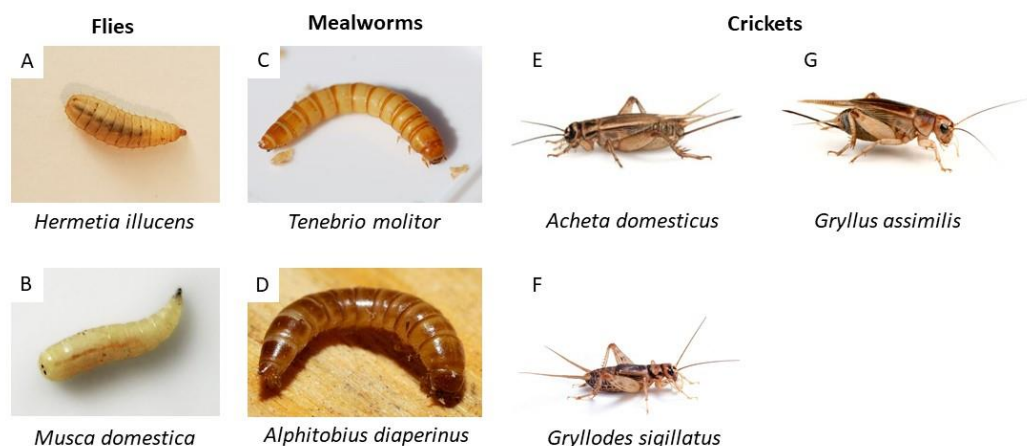 Flies
Mealworms
Crickets
A
C
E
G
Hermetia illucens
Tenebrio molitor
Acheta domesticus
Gryllus assimilis
B
D
F
Musca domestica
Alphitobius diaperinus
Gryllodes sigillatus